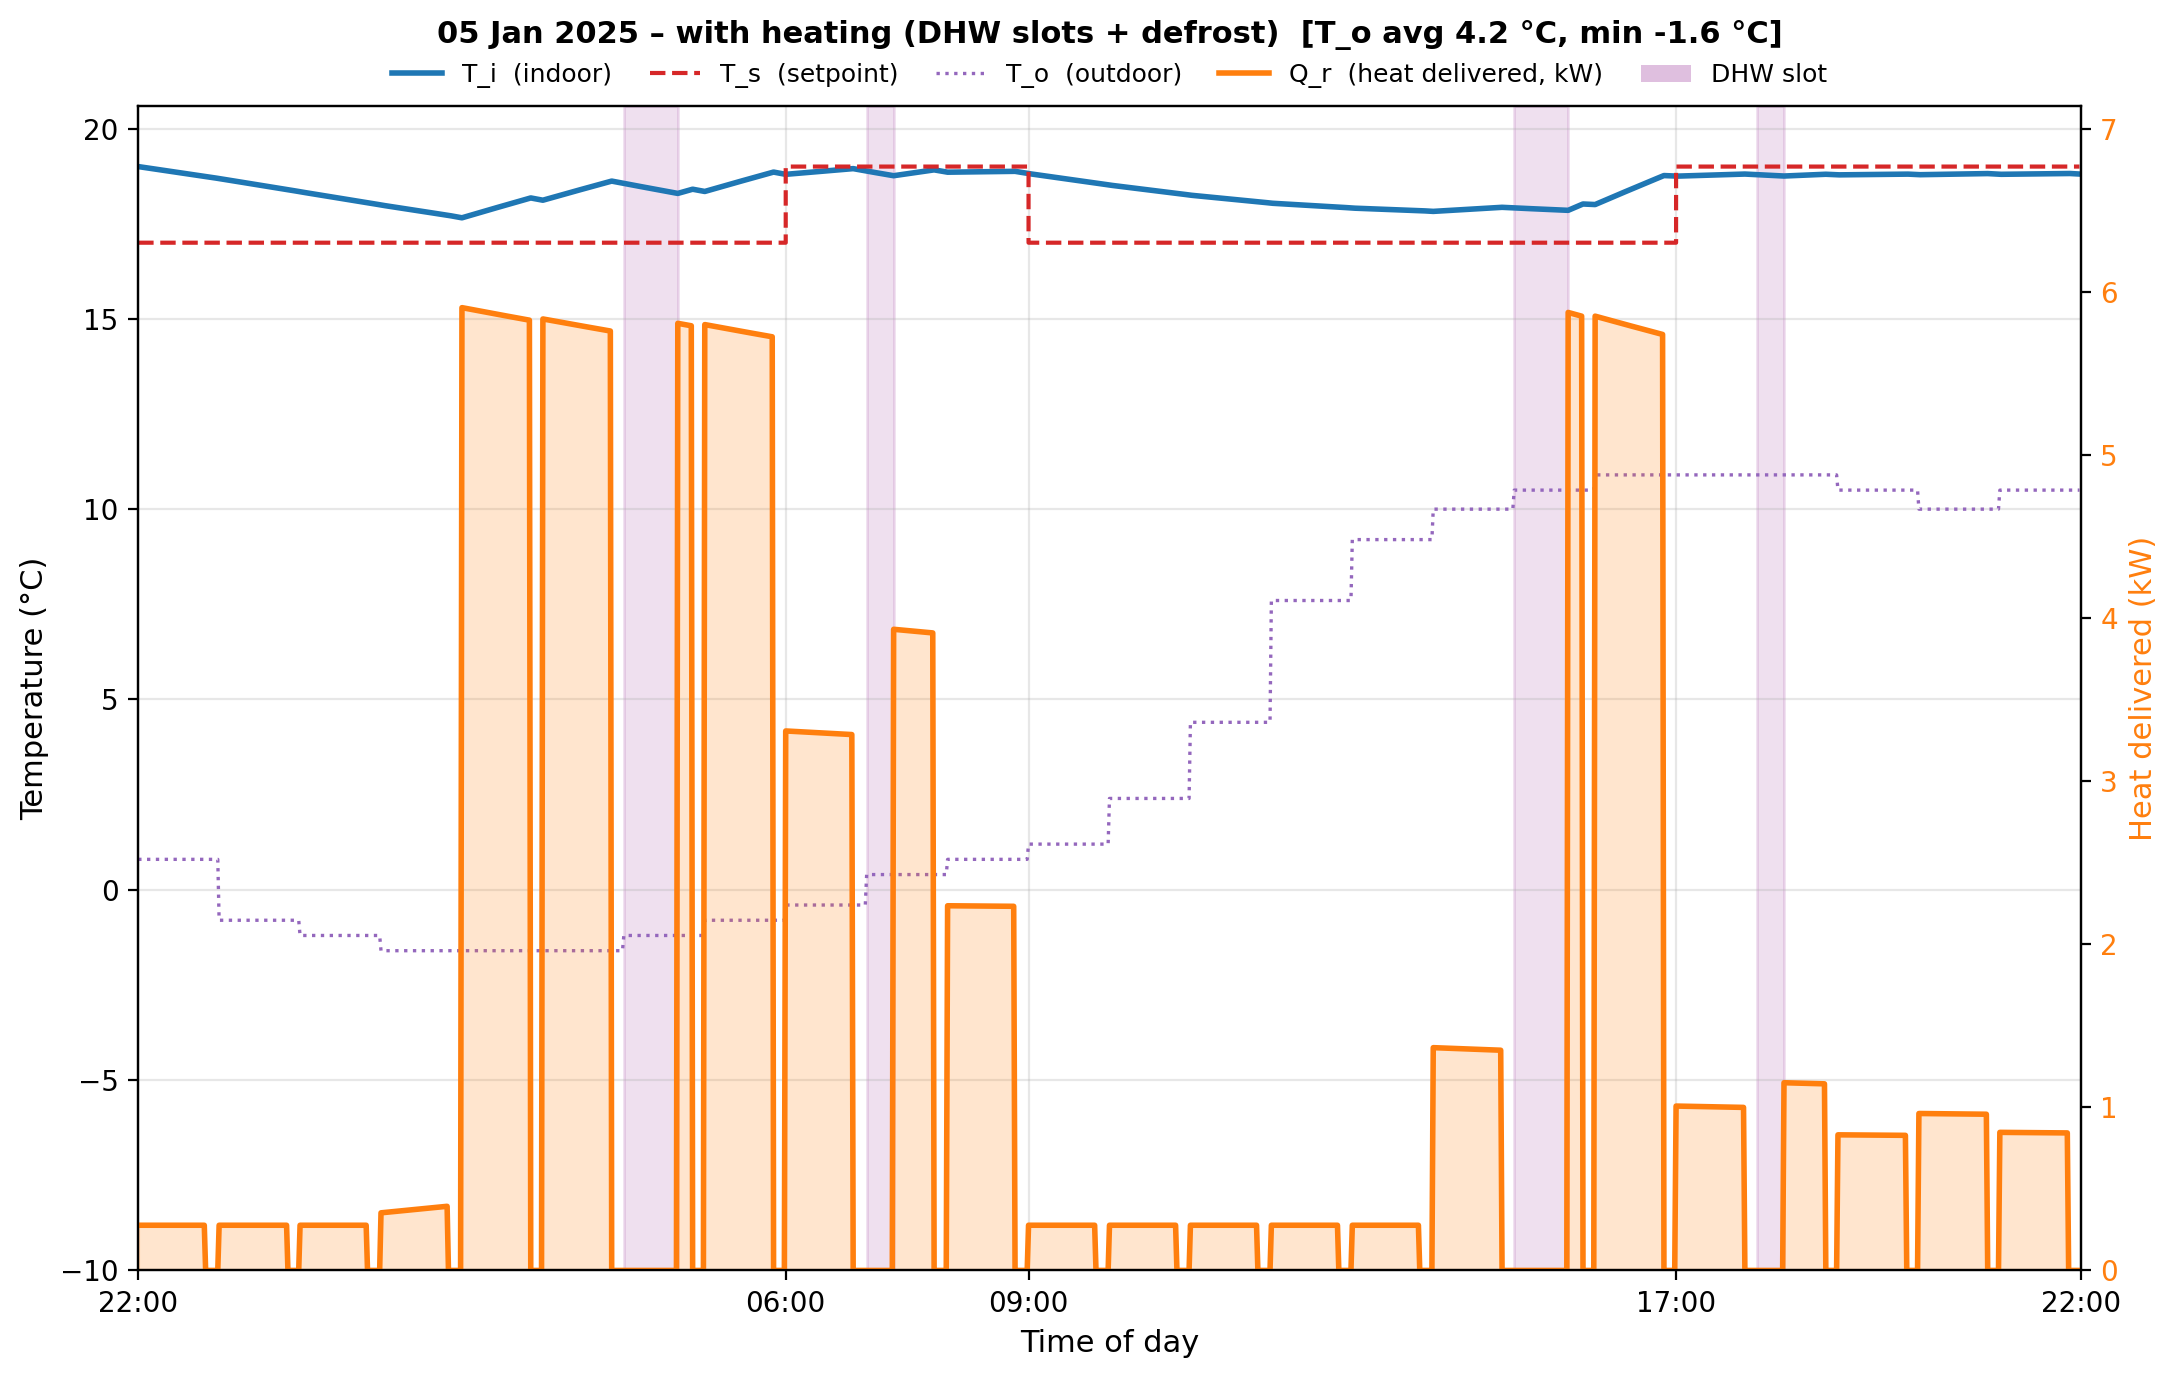 05 Jan 2025 – with heating (DHW slots + defrost)  [T_o avg 4.2 °C, min -1.6 °C]
T_i  (indoor)  T_s  (setpoint)  T_o  (outdoor)  Q_r  (heat delivered, kW)  DHW slot
20
15
10
5
0
−5
−10
Temperature (°C)
7
6
5
4
3
2
1
0
Heat delivered (kW)
22:00  06:00  09:00  17:00  22:00
Time of day